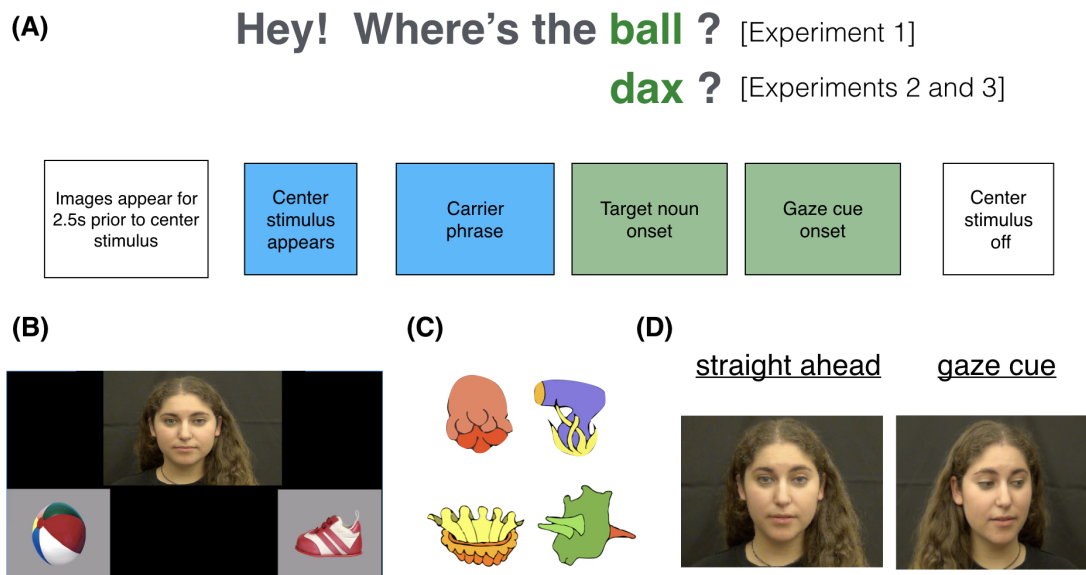 (A)
Hey! Where's the ball ? [Experiment 1]
dax ? [Experiments 2 and 3]
Images appear for
2.5s prior to center
stimulus
Center
stimulus
appears
Carrier
phrase
Target noun
onset
Gaze cue
onset
Center
stimulus
off
(B)
(C)
(D)
straight ahead
gaze cue